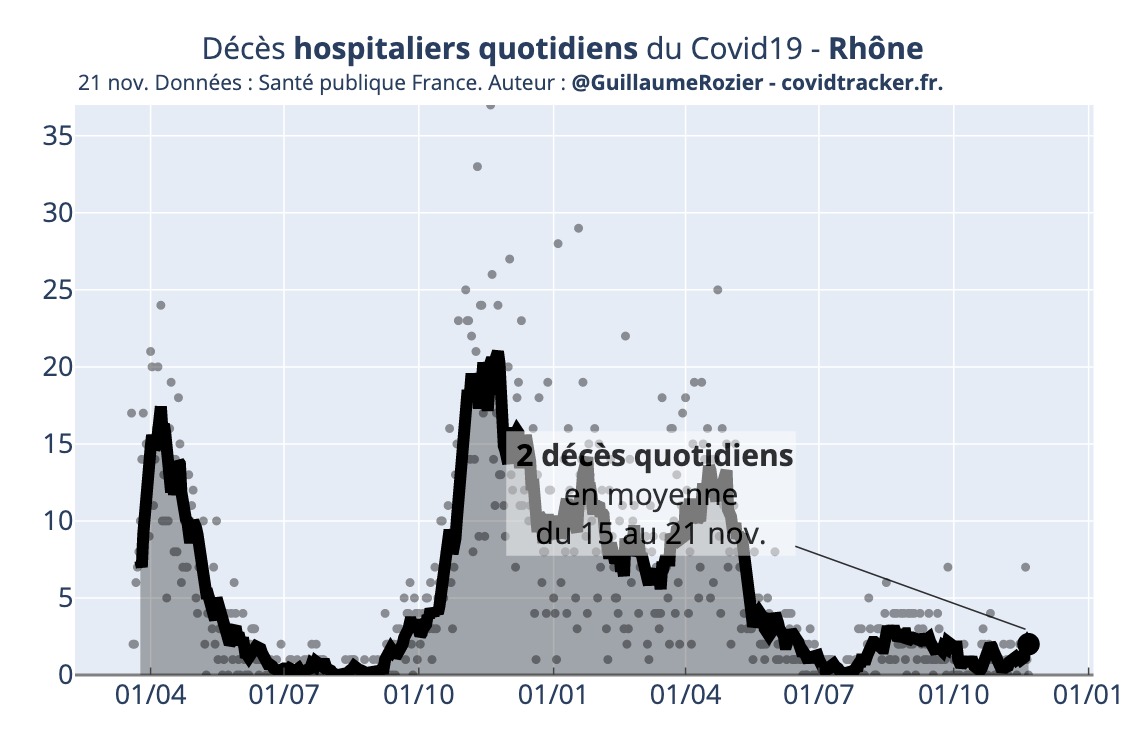 Décès hospitaliers quotidiens du Covid19 - Rhône
21 nov. Données : Santé publique France. Auteur : @GuillaumeRozier - covidtracker.fr.
35
30
25
20
15
10
5
0
2 décès quotidiens
en moyenne
du 15 au 21 nov.
01/04 01/07 01/10 01/01 01/04 01/07 01/10 01/01